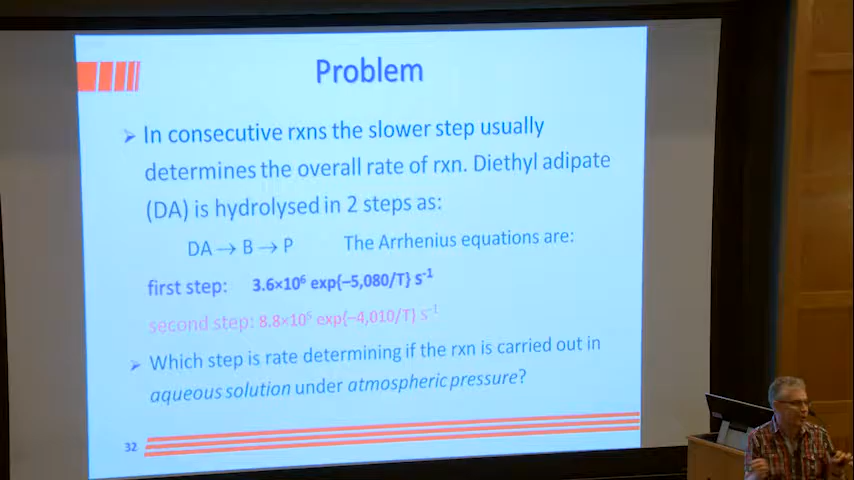 Problem
➢ In consecutive rxns the slower step usually
determines the overall rate of rxn. Diethyl adipate
(DA) is hydrolysed in 2 steps as:
DA → B → P The Arrhenius equations are:
first step: 3.6×10⁶ exp{–5,080/T} s⁻¹
second step: 8.8×10⁵ exp{–4,010/T} s⁻¹
➢ Which step is rate determining if the rxn is carried out in
aqueous solution under atmospheric pressure?
32